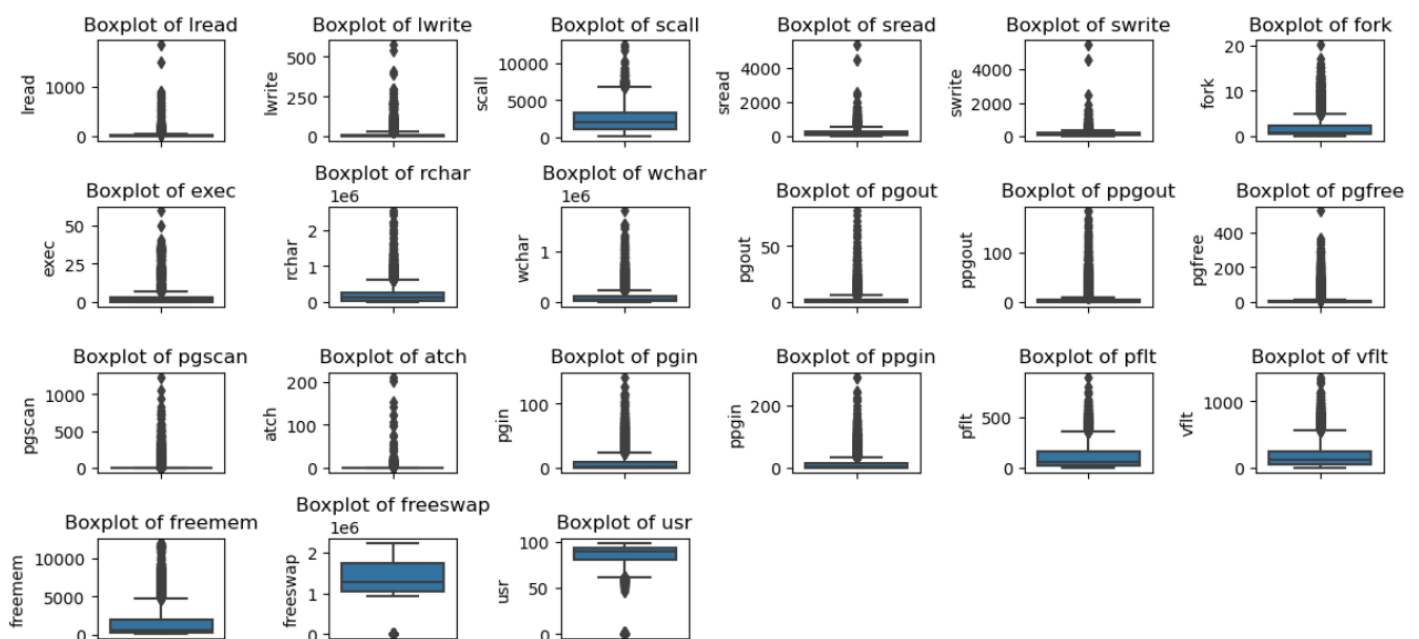 Boxplot of lread
Boxplot of lwrite
Boxplot of scall
Boxplot of sread
Boxplot of swrite
Boxplot of fork
lread
1000
0
lwrite
500
250
0
scall
10000
5000
0
sread
4000
2000
0
swrite
4000
2000
0
fork
20
10
0
Boxplot of exec
Boxplot of rchar
Boxplot of wchar
Boxplot of pgout
Boxplot of ppgout
Boxplot of pgfree
exec
50
25
0
1e6
rchar
2
1
0
1e6
wchar
1
0
pgout
50
0
ppgout
100
0
pgfree
400
200
0
Boxplot of pgscan
Boxplot of atch
Boxplot of pgin
Boxplot of ppgin
Boxplot of pflt
Boxplot of vflt
pgscan
1000
500
0
atch
200
100
0
pgin
100
0
ppgin
200
0
pflt
500
0
vflt
1000
0
Boxplot of freemem
Boxplot of freeswap
Boxplot of usr
freemem
10000
5000
0
1e6
freeswap
2
1
0
usr
100
50
0